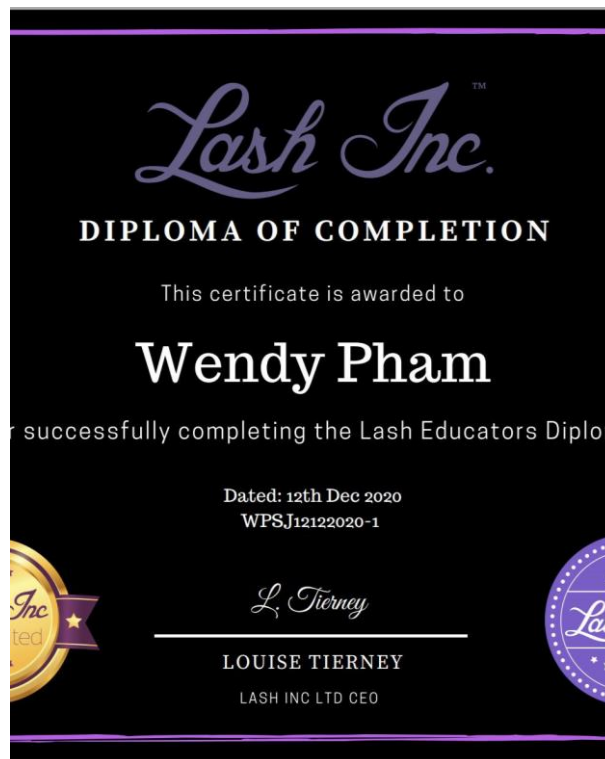 Lash Inc.™
DIPLOMA OF COMPLETION
This certificate is awarded to
Wendy Pham
r successfully completing the Lash Educators Diplo
Dated: 12th Dec 2020
WPSJ12122020-1
L. Tierney
LOUISE TIERNEY
LASH INC LTD CEO
Inc
ted